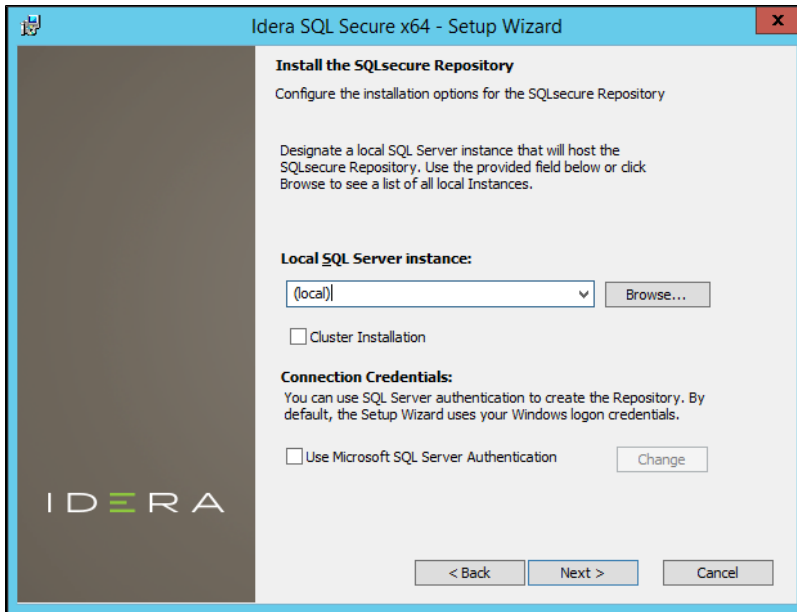 Idera SQL Secure x64 - Setup Wizard
x
Install the SQLsecure Repository
Configure the installation options for the SQLsecure Repository
Designate a local SQL Server instance that will host the
SQLsecure Repository. Use the provided field below or click
Browse to see a list of all local Instances.
Local SQL Server instance:
(local)
Browse...
Cluster Installation
Connection Credentials:
You can use SQL Server authentication to create the Repository. By
default, the Setup Wizard uses your Windows logon credentials.
Use Microsoft SQL Server Authentication
Change
IDERA
< Back
Next >
Cancel